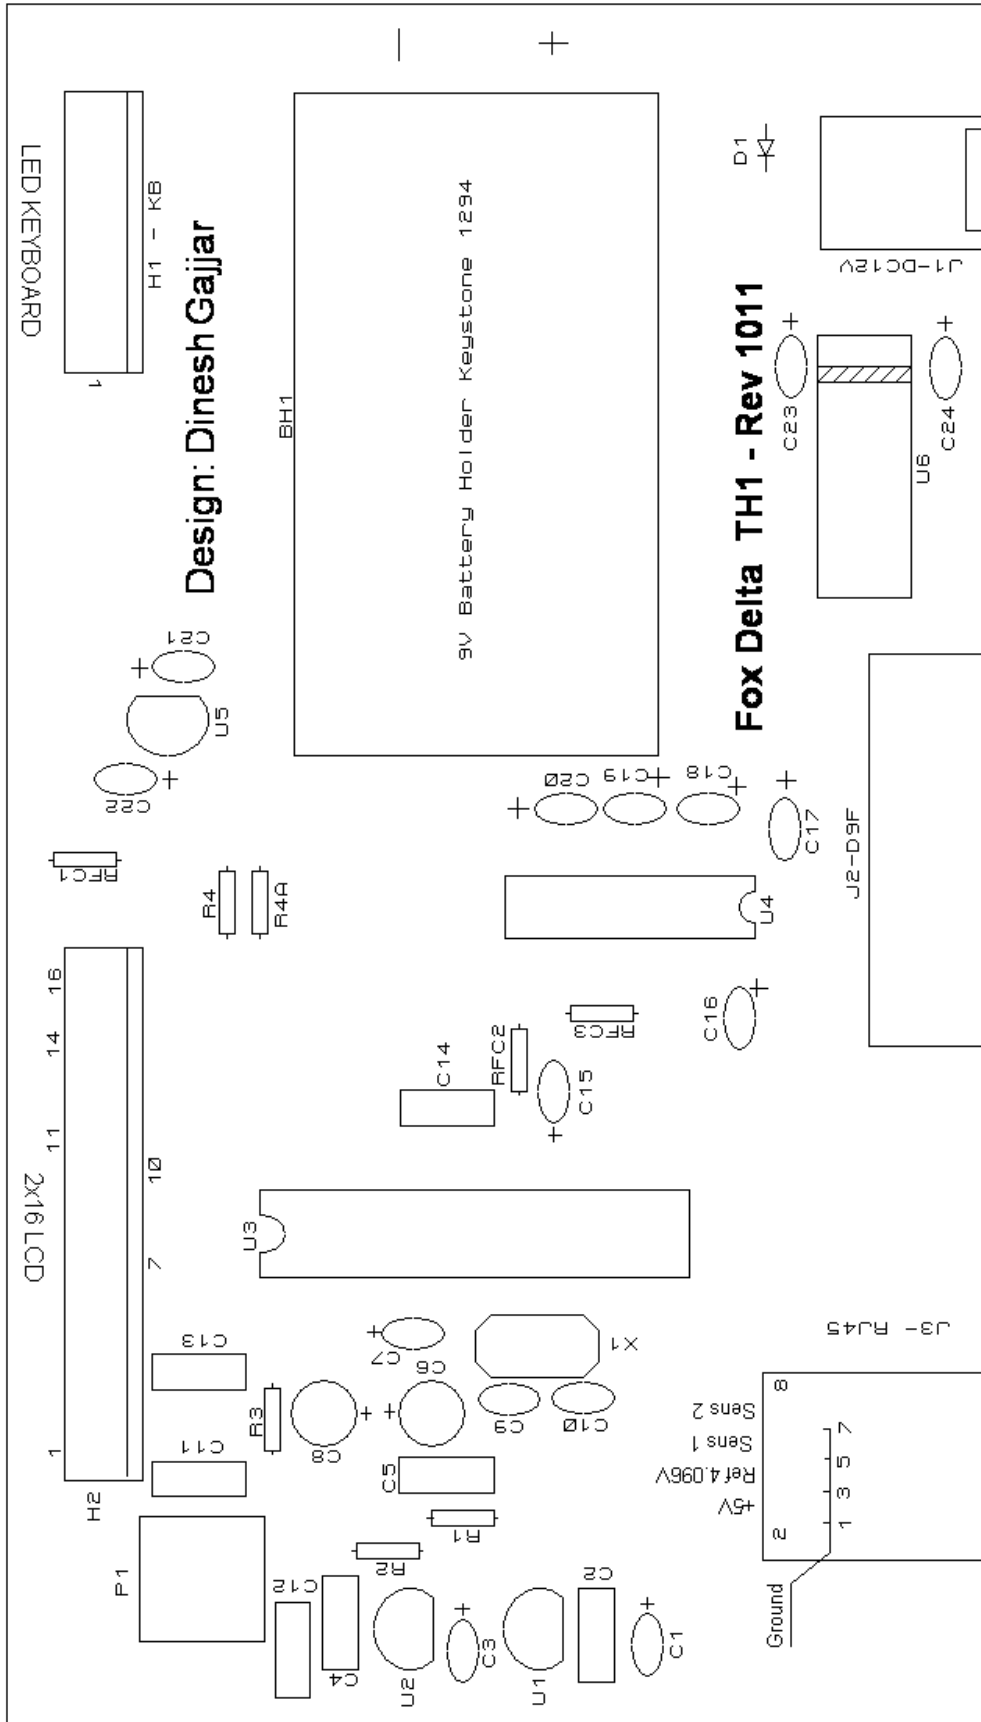 LED KEYBOARD
H1 - KB
1
Design: Dinesh Gajjar
BH1
9V Battery Holder Keystone 1294
D1
J1-DC12V
Fox Delta TH1 - Rev 1011
C23
C24
U6
C21
U5
C22
RFC1
R4
R4A
C20
C19
C18
C17
U4
J2-D9F
16
14
11
10
7
1
2x16 LCD
H2
C16
RFC3
RFC2
C14
C15
U3
C13
C11
R3
C8
C7
C6
C9
C10
X1
C5
R1
R2
P1
C12
C4
U2
C3
U1
C2
C1
J3- RJ45
8
2
Sens 2
Sens 1
Ref 4.096V
+5V
7
5
3
1
Ground